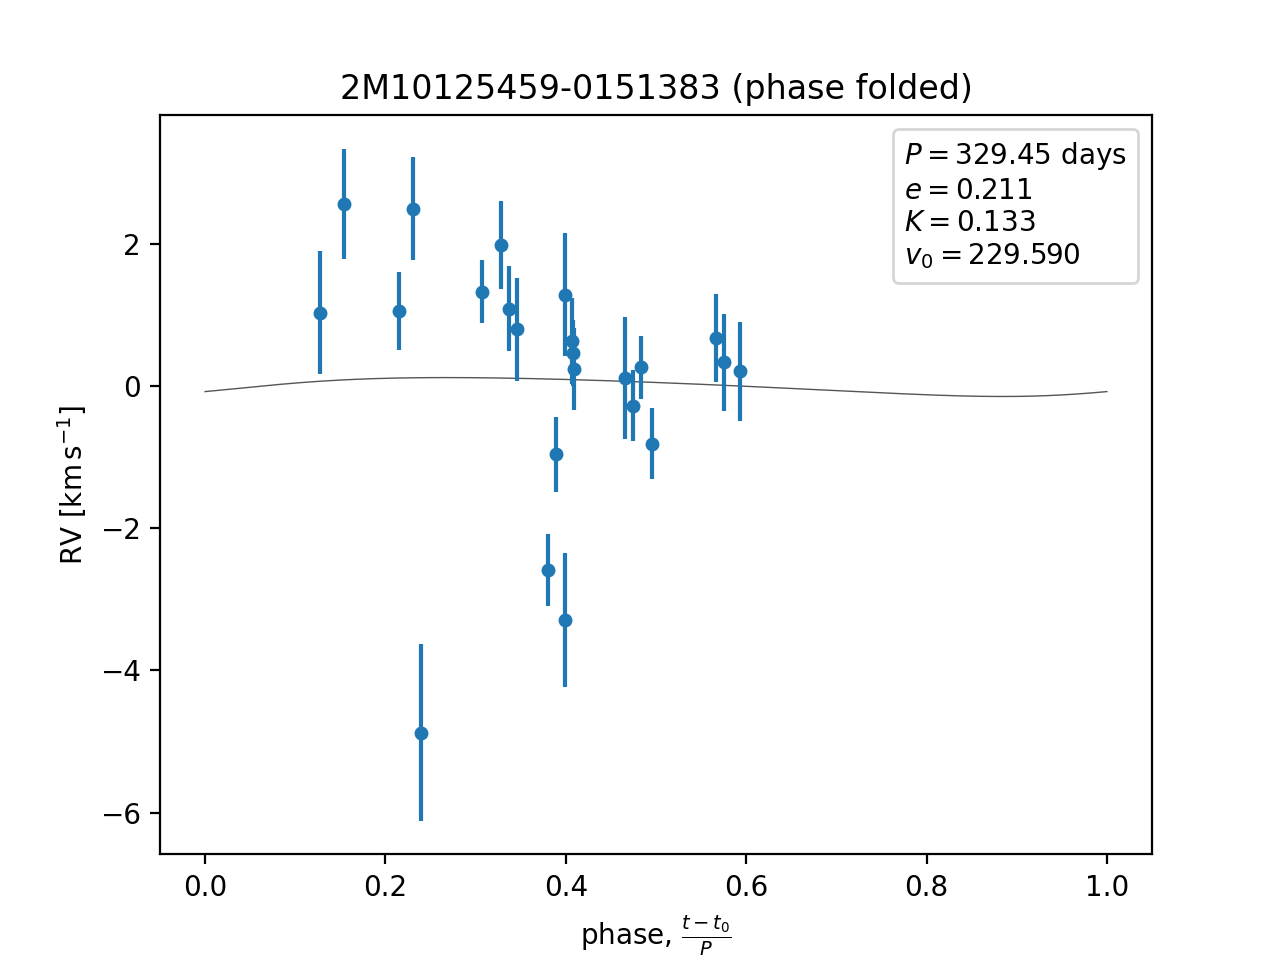 2M10125459-0151383 (phase folded)
P = 329.45 days
e = 0.211
K = 0.133
v₀ = 229.590
2
0
−2
−4
−6
RV [km s⁻¹]
0.0 0.2 0.4 0.6 0.8 1.0
phase, (t − t₀)/P